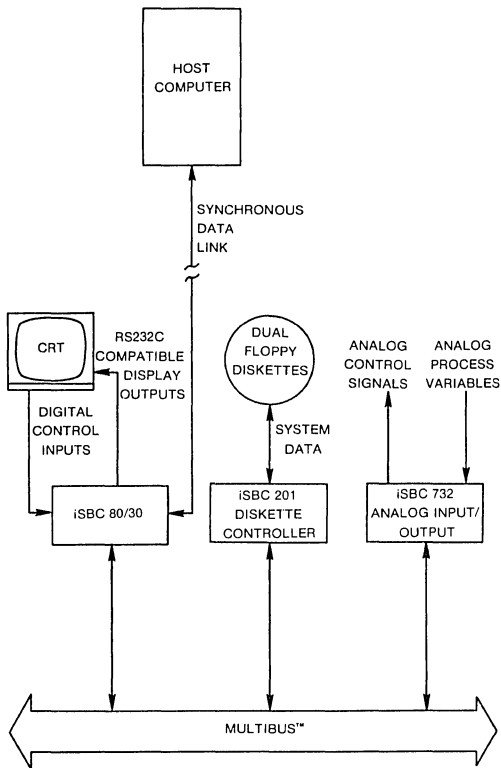 HOST
COMPUTER
SYNCHRONOUS
DATA
LINK
CRT
RS232C
COMPATIBLE
DISPLAY
OUTPUTS
DIGITAL
CONTROL
INPUTS
DUAL
FLOPPY
DISKETTES
SYSTEM
DATA
ANALOG
CONTROL
SIGNALS
ANALOG
PROCESS
VARIABLES
iSBC 80/30
iSBC 201
DISKETTE
CONTROLLER
iSBC 732
ANALOG INPUT/
OUTPUT
MULTIBUS™